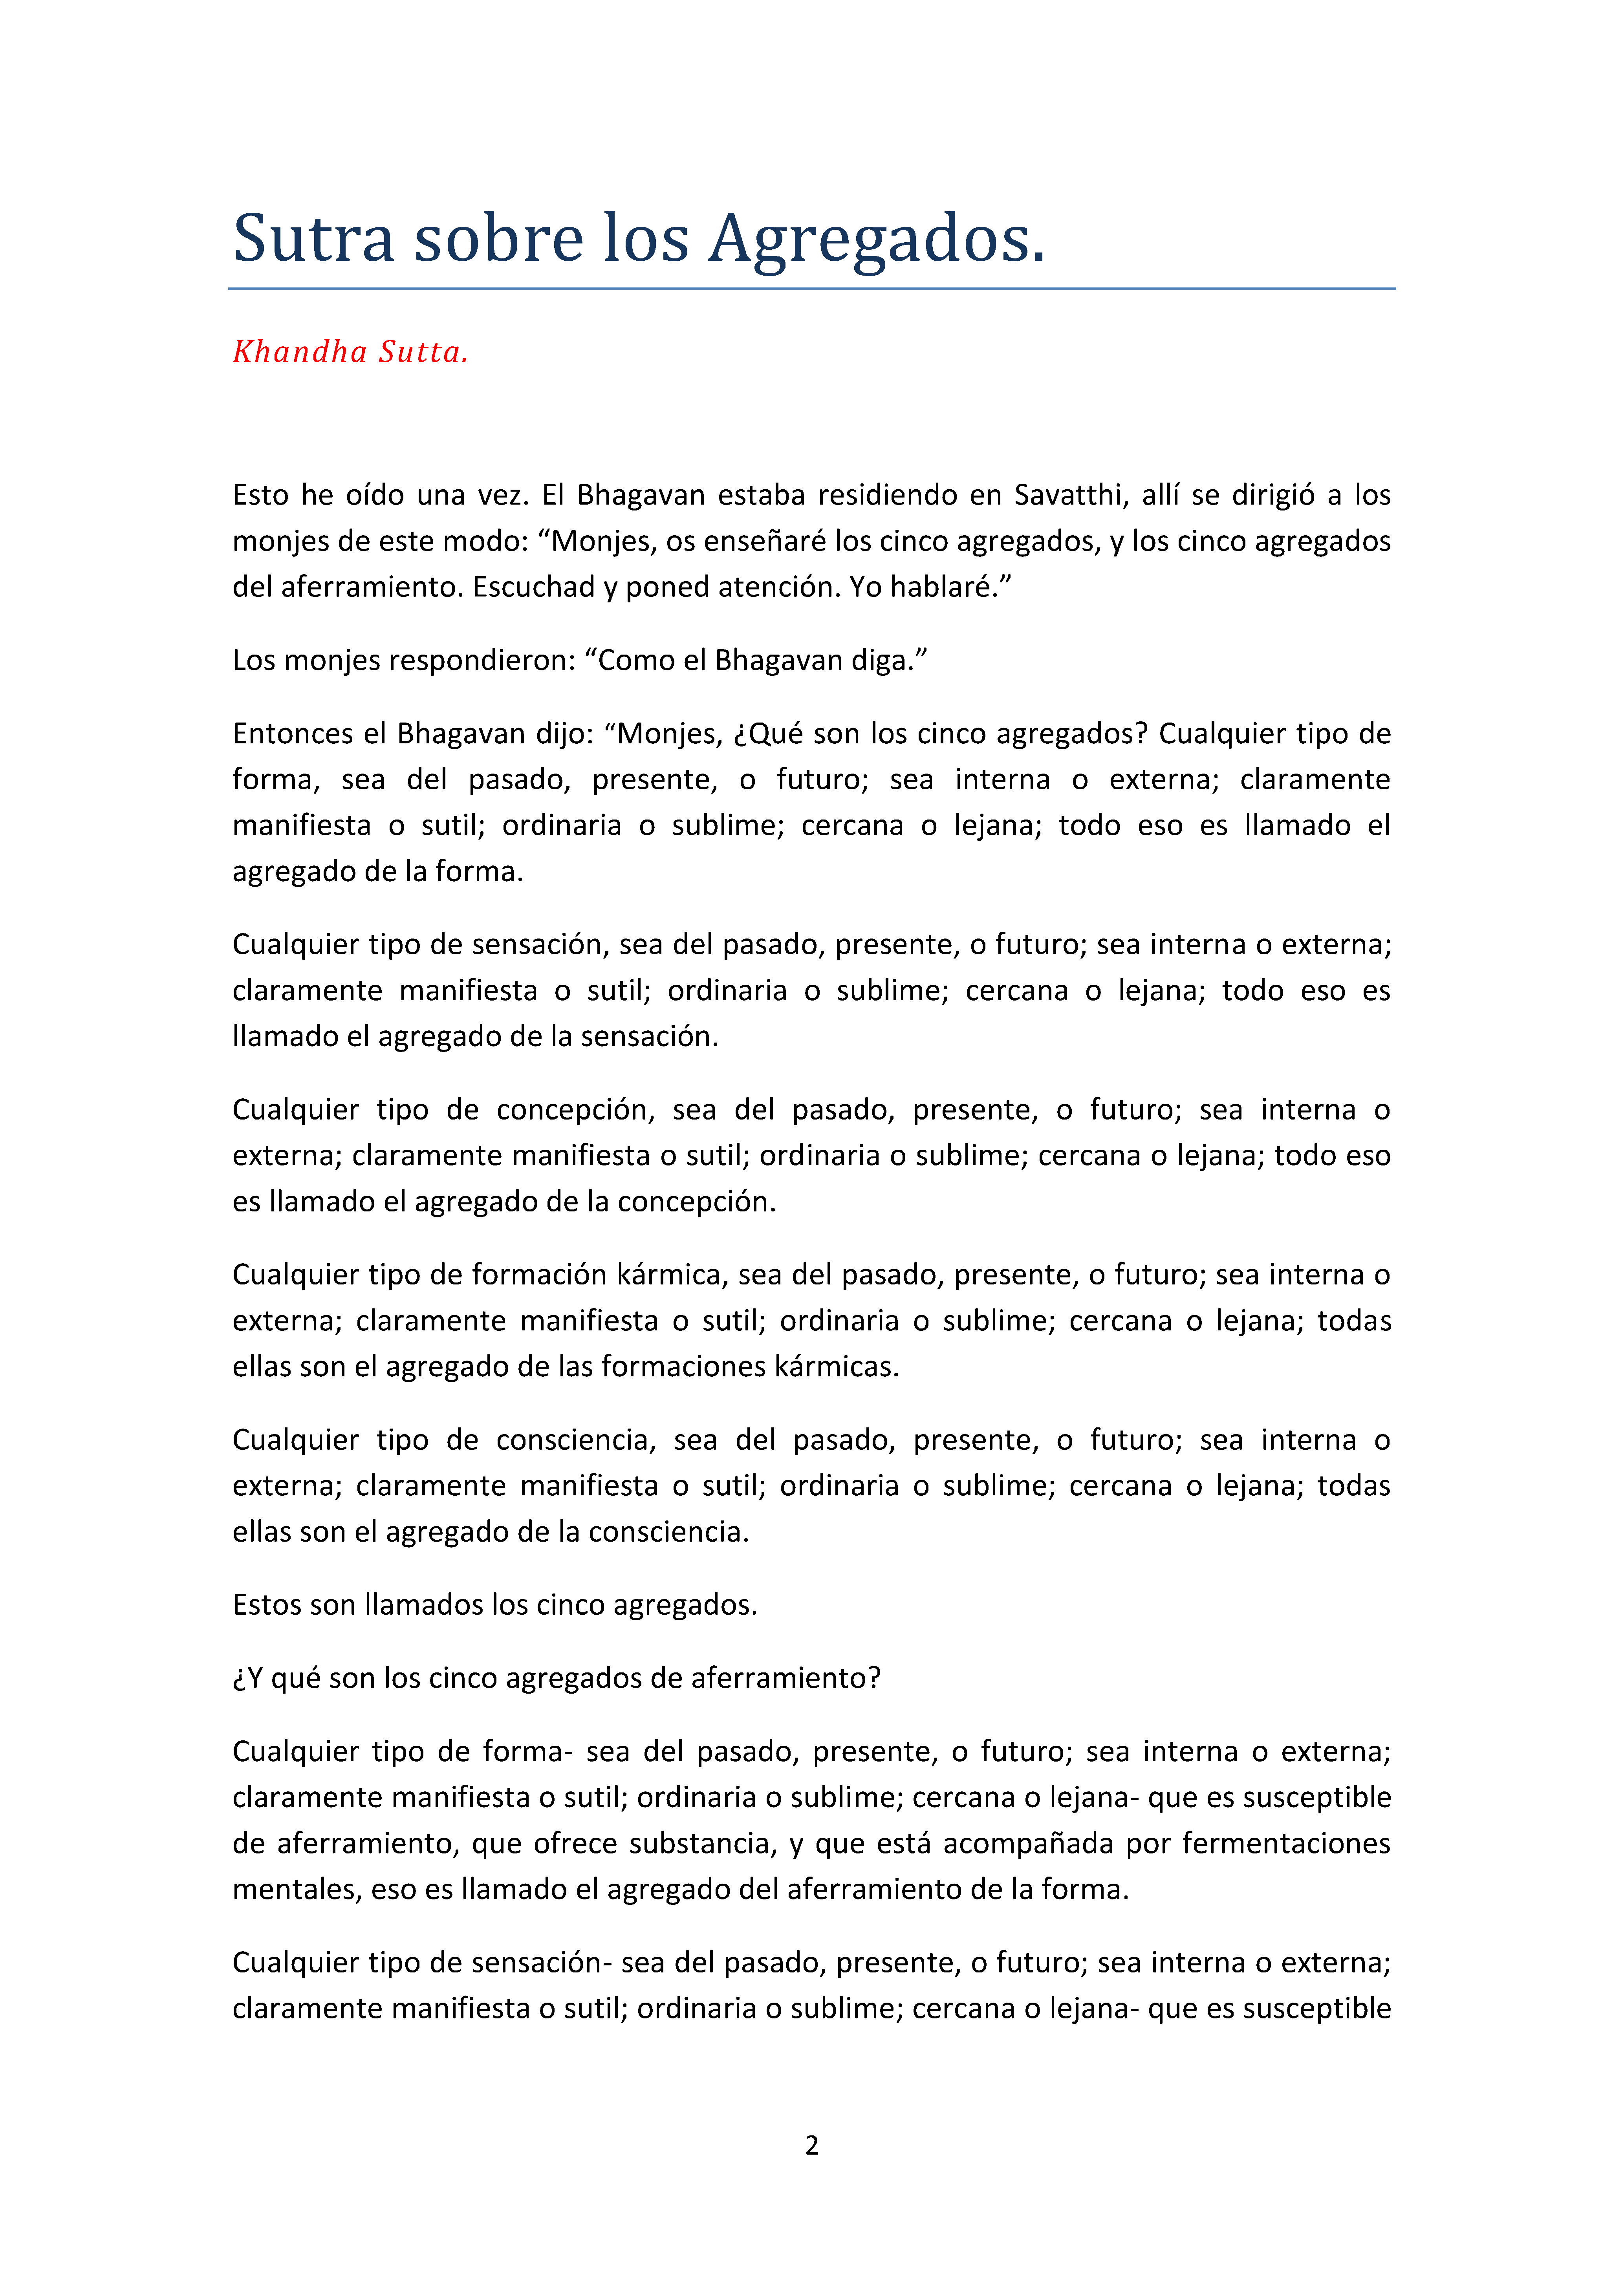 Sutra sobre los Agregados.
Khandha Sutta.
Esto he oído una vez. El Bhagavan estaba residiendo en Savatthi, allí se dirigió a los
monjes de este modo: “Monjes, os enseñaré los cinco agregados, y los cinco agregados
del aferramiento. Escuchad y poned atención. Yo hablaré.”
Los monjes respondieron: “Como el Bhagavan diga.”
Entonces el Bhagavan dijo: “Monjes, ¿Qué son los cinco agregados? Cualquier tipo de
forma, sea del pasado, presente, o futuro; sea interna o externa; claramente
manifiesta o sutil; ordinaria o sublime; cercana o lejana; todo eso es llamado el
agregado de la forma.
Cualquier tipo de sensación, sea del pasado, presente, o futuro; sea interna o externa;
claramente manifiesta o sutil; ordinaria o sublime; cercana o lejana; todo eso es
llamado el agregado de la sensación.
Cualquier tipo de concepción, sea del pasado, presente, o futuro; sea interna o
externa; claramente manifiesta o sutil; ordinaria o sublime; cercana o lejana; todo eso
es llamado el agregado de la concepción.
Cualquier tipo de formación kármica, sea del pasado, presente, o futuro; sea interna o
externa; claramente manifiesta o sutil; ordinaria o sublime; cercana o lejana; todas
ellas son el agregado de las formaciones kármicas.
Cualquier tipo de consciencia, sea del pasado, presente, o futuro; sea interna o
externa; claramente manifiesta o sutil; ordinaria o sublime; cercana o lejana; todas
ellas son el agregado de la consciencia.
Estos son llamados los cinco agregados.
¿Y qué son los cinco agregados de aferramiento?
Cualquier tipo de forma- sea del pasado, presente, o futuro; sea interna o externa;
claramente manifiesta o sutil; ordinaria o sublime; cercana o lejana- que es susceptible
de aferramiento, que ofrece substancia, y que está acompañada por fermentaciones
mentales, eso es llamado el agregado del aferramiento de la forma.
Cualquier tipo de sensación- sea del pasado, presente, o futuro; sea interna o externa;
claramente manifiesta o sutil; ordinaria o sublime; cercana o lejana- que es susceptible
2